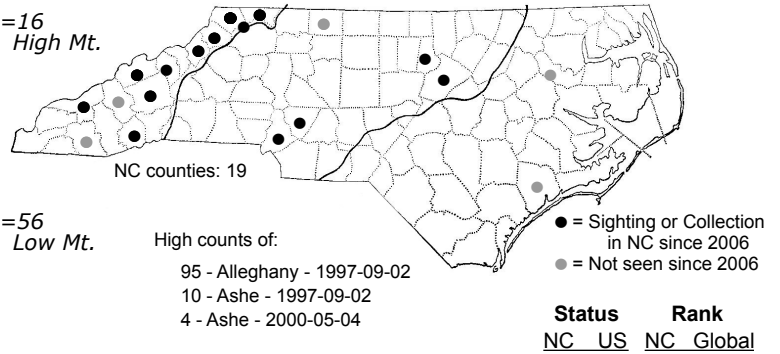 =16
High Mt.
NC counties: 19
=56
Low Mt.
High counts of:
95 - Alleghany - 1997-09-02
10 - Ashe - 1997-09-02
4 - Ashe - 2000-05-04
● = Sighting or Collection
in NC since 2006
● = Not seen since 2006
Status Rank
NC US NC Global